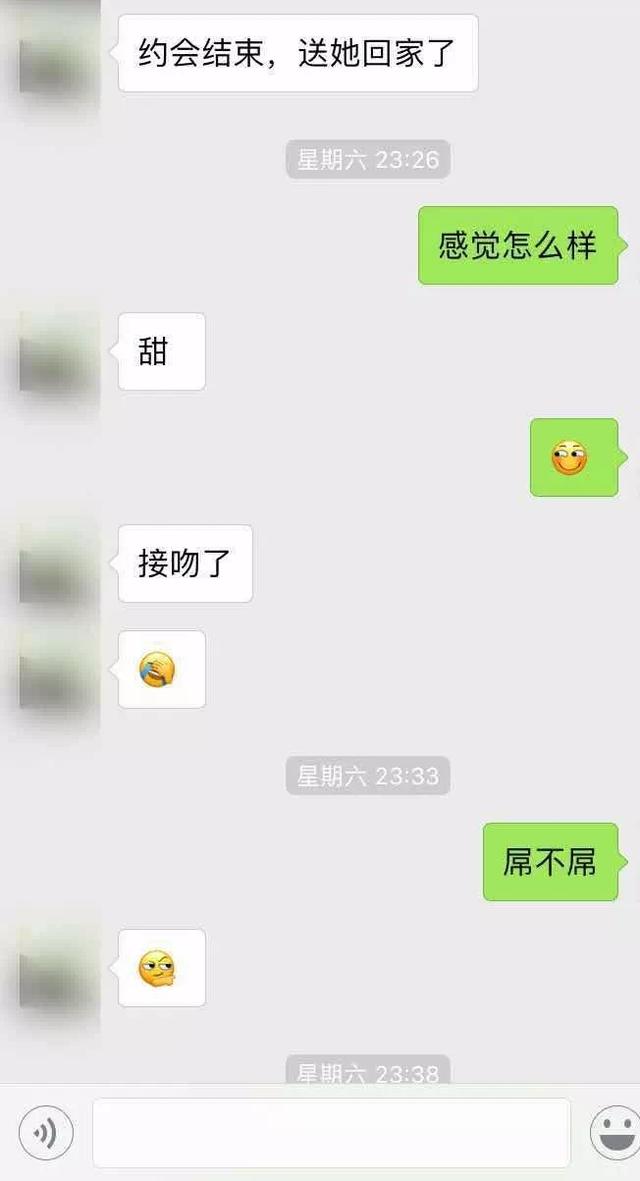 约会结束，送她回家了
星期六 23:26
感觉怎么样
甜
接吻了
星期六 23:33
屌不屌
星期六 23:38